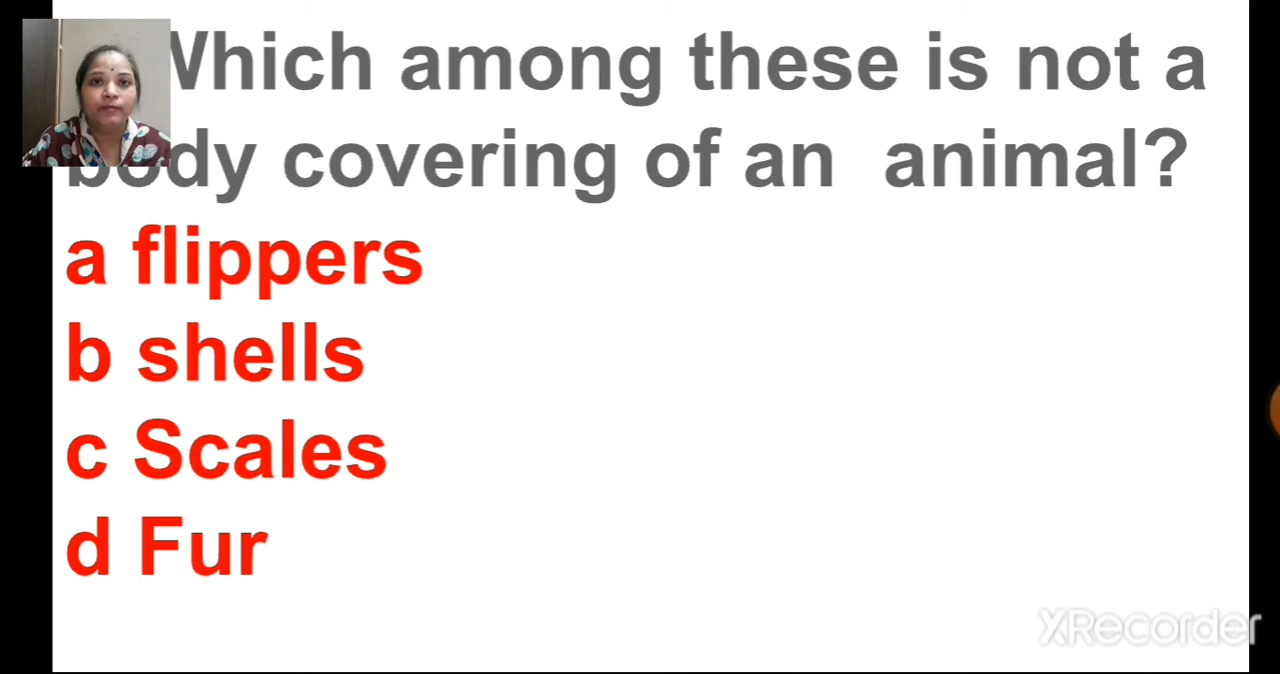 Which among these is not a
body covering of an animal?
a flippers
b shells
c Scales
d Fur
XRecorder